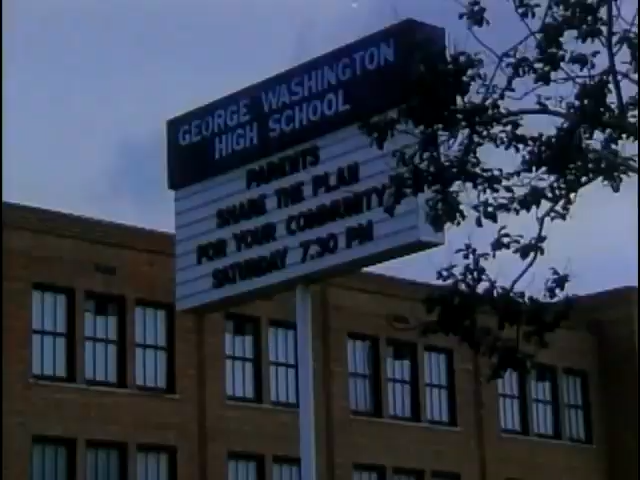 GEORGE WASHINGTON
HIGH SCHOOL
PARENTS
SHARE THE PLAN
FOR YOUR COMMUNITY
SATURDAY 7:30 PM